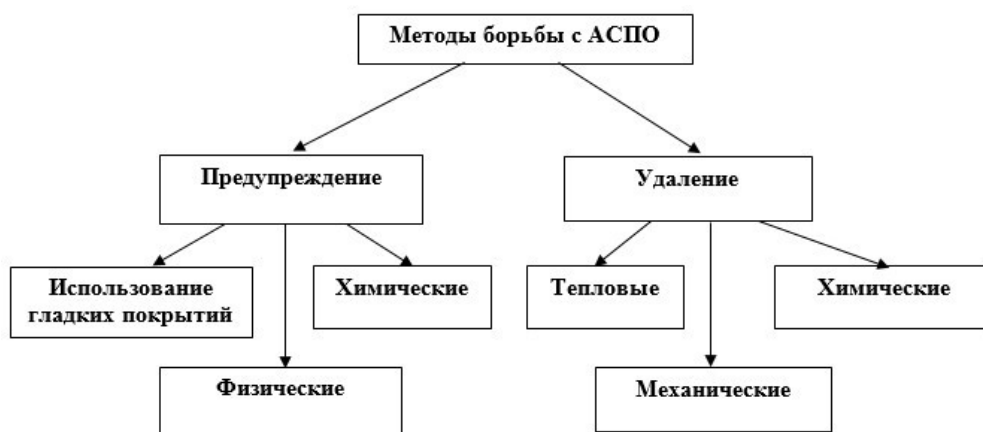 Методы борьбы с АСПО
Предупреждение
Удаление
Использование
гладких покрытий
Химические
Тепловые
Химические
Физические
Механические